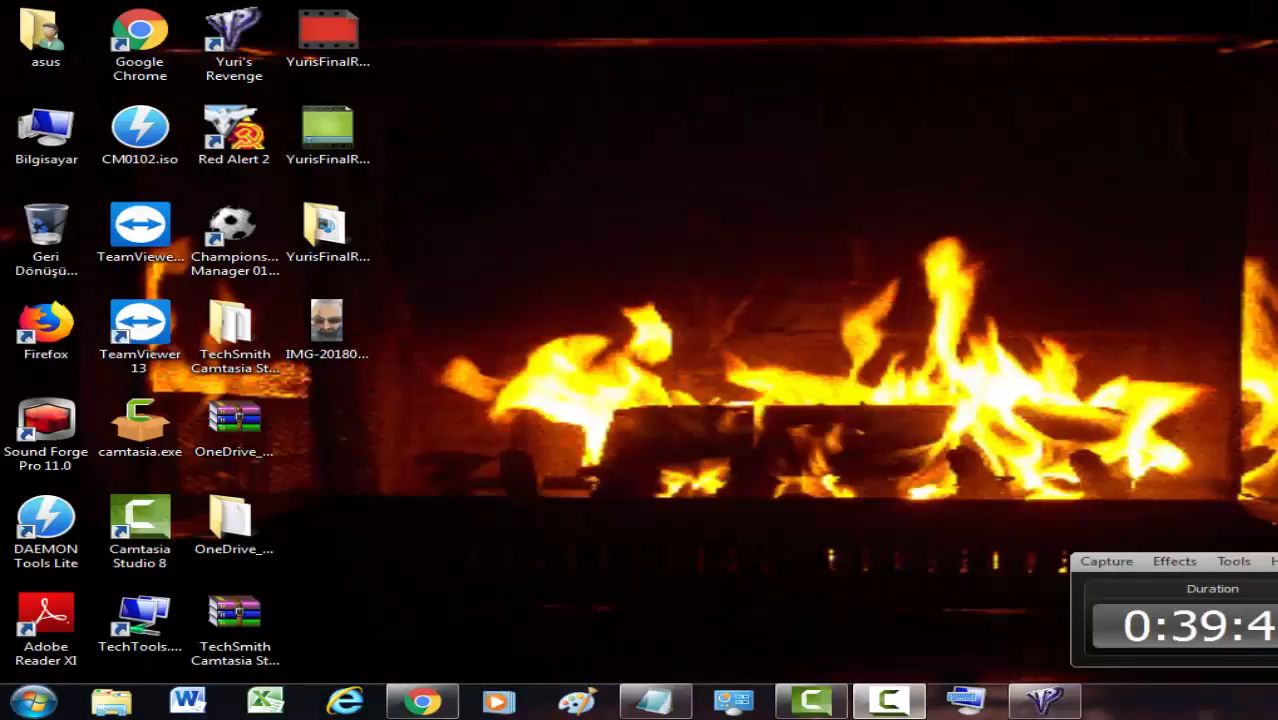 asus
Google
Chrome
Yuri's
Revenge
YurisFinalR...
Bilgisayar
CM0102.iso
Red Alert 2
YurisFinalR...
Geri
Dönüşü...
TeamViewe...
Champions...
Manager 01...
YurisFinalR...
Firefox
TeamViewer
13
TechSmith
Camtasia St...
IMG-20180...
Sound Forge
Pro 11.0
camtasia.exe
OneDrive_...
DAEMON
Tools Lite
Camtasia
Studio 8
OneDrive_...
Adobe
Reader XI
TechTools....
TechSmith
Camtasia St...
Capture Effects Tools H
Duration
0:39:4